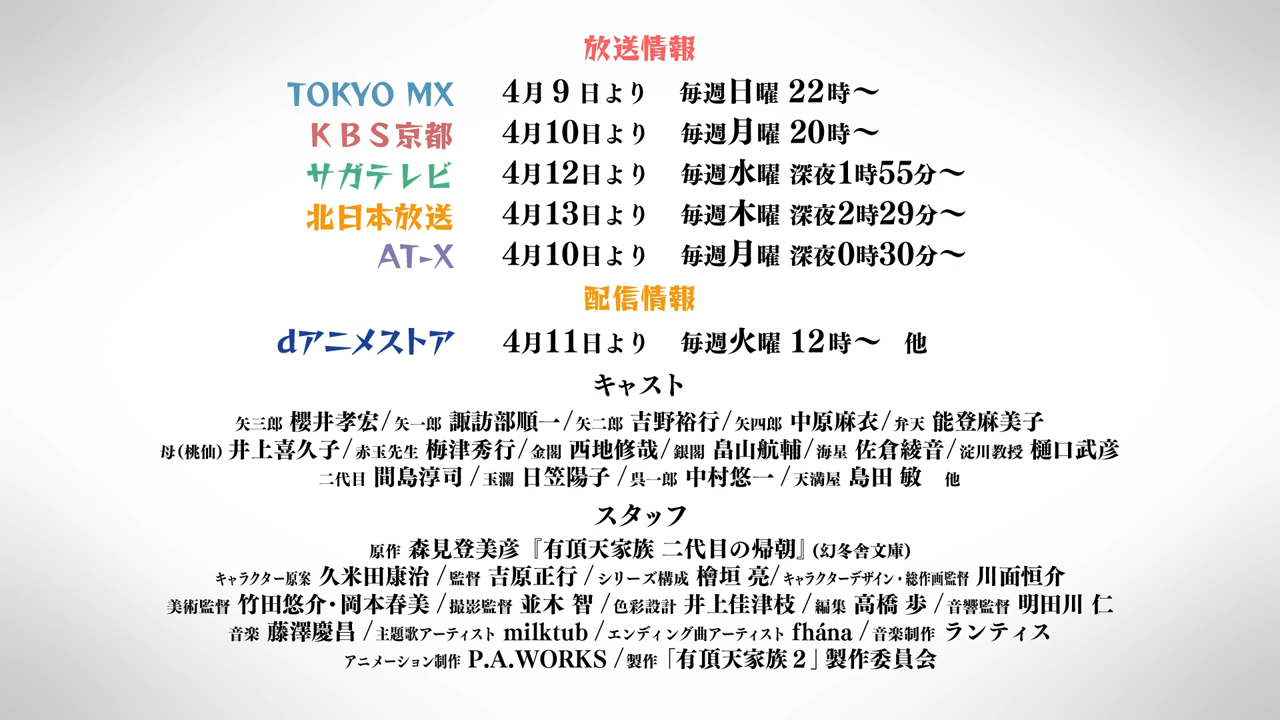 放送情報
TOKYO MX 4月9日より 毎週日曜 22時〜
KBS京都 4月10日より 毎週月曜 20時〜
サガテレビ 4月12日より 毎週水曜 深夜1時55分〜
北日本放送 4月13日より 毎週木曜 深夜2時29分〜
AT-X 4月10日より 毎週月曜 深夜0時30分〜
配信情報
dアニメストア 4月11日より 毎週火曜 12時〜 他
キャスト
矢三郎 櫻井孝宏/矢一郎 諏訪部順一/矢二郎 吉野裕行/矢四郎 中原麻衣/弁天 能登麻美子
母(桃仙) 井上喜久子/赤玉先生 梅津秀行/金閣 西地修哉/銀閣 畠山航輔/海星 佐倉綾音/淀川教授 樋口武彦
二代目 間島淳司/玉瀾 日笠陽子/呉一郎 中村悠一/天満屋 島田 敏 他
スタッフ
原作 森見登美彦『有頂天家族 二代目の帰朝』(幻冬舎文庫)
キャラクター原案 久米田康治/監督 吉原正行/シリーズ構成 檜垣 亮/キャラクターデザイン・総作画監督 川面恒介
美術監督 竹田悠介・岡本春美/撮影監督 並木 智/色彩設計 井上佳津枝/編集 高橋 歩/音響監督 明田川 仁
音楽 藤澤慶昌/主題歌アーティスト milktub/エンディング曲アーティスト fhána/音楽制作 ランティス
アニメーション制作 P.A.WORKS/製作「有頂天家族2」製作委員会